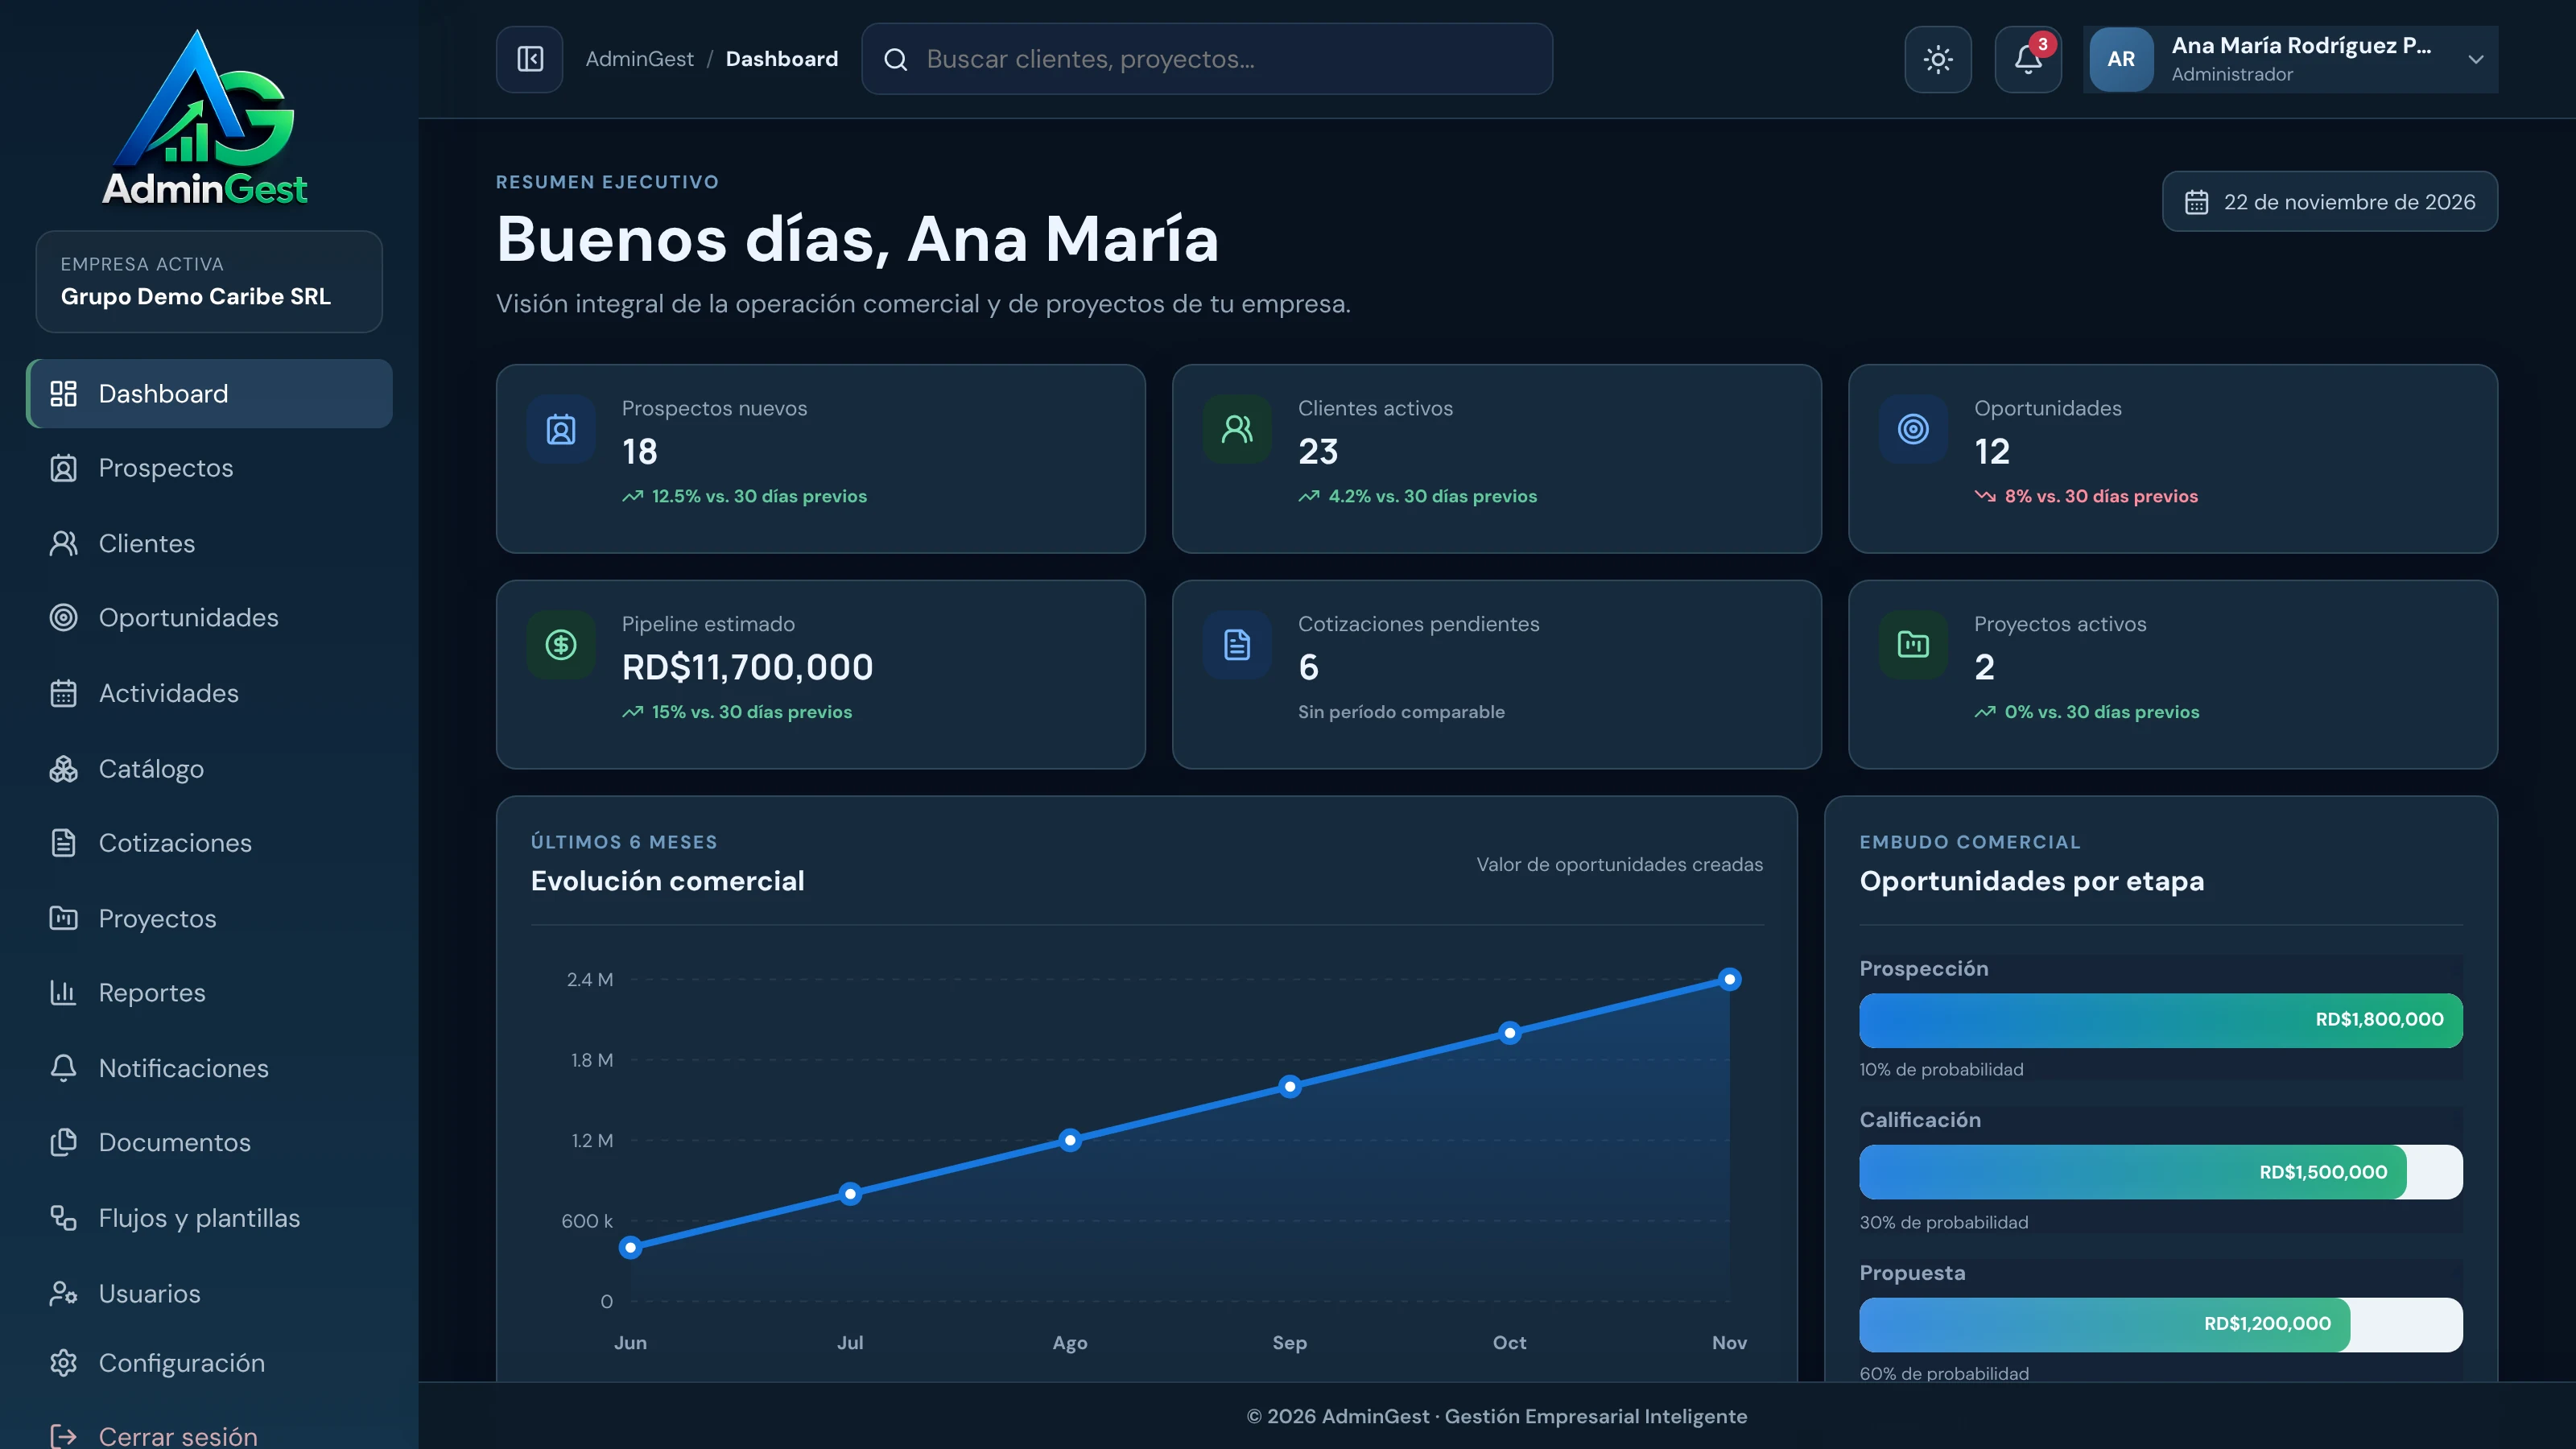 AdminGest
EMPRESA ACTIVA
Grupo Demo Caribe SRL
Dashboard
Prospectos
Clientes
Oportunidades
Actividades
Catálogo
Cotizaciones
Proyectos
Reportes
Notificaciones
Documentos
Flujos y plantillas
Usuarios
Configuración
Cerrar sesión
AdminGest / Dashboard
Buscar clientes, proyectos...
3
AR
Ana María Rodríguez P...
Administrador
RESUMEN EJECUTIVO
Buenos días, Ana María
Visión integral de la operación comercial y de proyectos de tu empresa.
22 de noviembre de 2026
Prospectos nuevos
18
12.5% vs. 30 días previos
Clientes activos
23
4.2% vs. 30 días previos
Oportunidades
12
8% vs. 30 días previos
Pipeline estimado
RD$11,700,000
15% vs. 30 días previos
Cotizaciones pendientes
6
Sin período comparable
Proyectos activos
2
0% vs. 30 días previos
ÚLTIMOS 6 MESES
Evolución comercial
Valor de oportunidades creadas
2.4 M
1.8 M
1.2 M
600 k
0
Jun Jul Ago Sep Oct Nov
EMBUDO COMERCIAL
Oportunidades por etapa
Prospección
RD$1,800,000
10% de probabilidad
Calificación
RD$1,500,000
30% de probabilidad
Propuesta
RD$1,200,000
60% de probabilidad
© 2026 AdminGest · Gestión Empresarial Inteligente